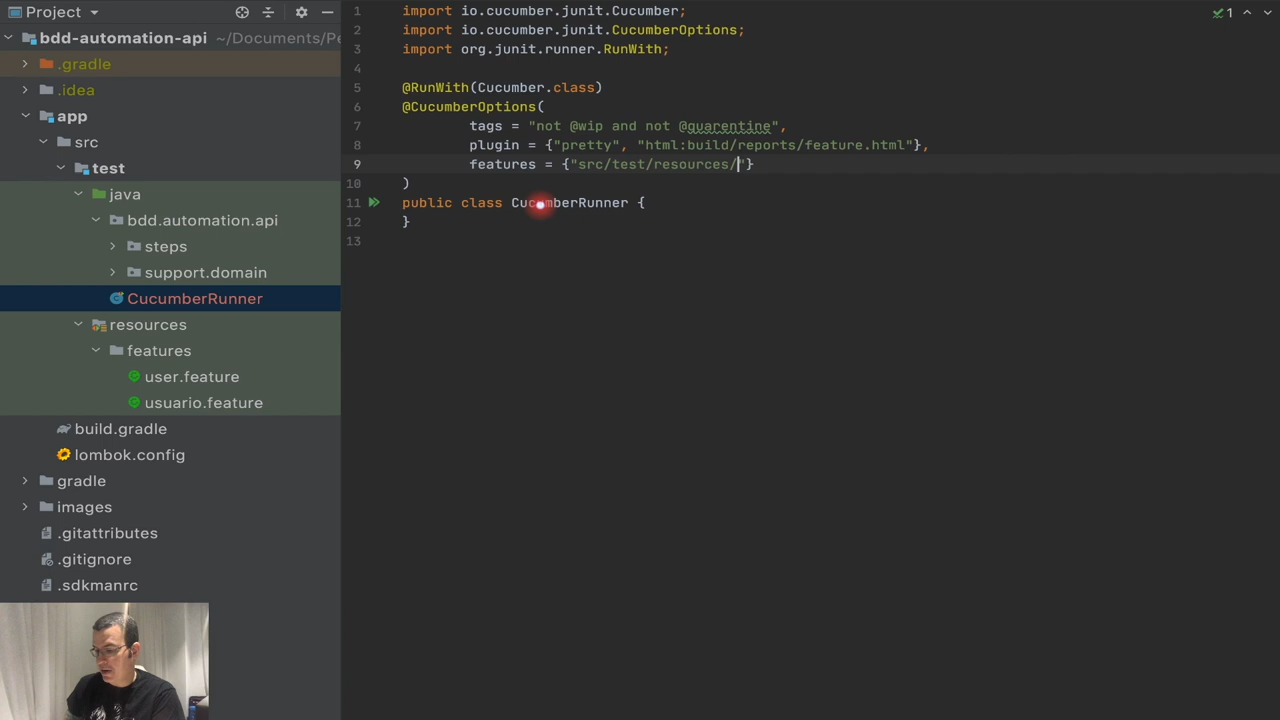 Project
bdd-automation-api ~/Documents/Pe
.gradle
.idea
app
src
test
java
bdd.automation.api
steps
support.domain
CucumberRunner
resources
features
user.feature
usuario.feature
build.gradle
lombok.config
gradle
images
.gitattributes
.gitignore
.sdkmanrc
1 import io.cucumber.junit.Cucumber;
2 import io.cucumber.junit.CucumberOptions;
3 import org.junit.runner.RunWith;
4
5 @RunWith(Cucumber.class)
6 @CucumberOptions(
7 tags = "not @wip and not @quarentine",
8 plugin = {"pretty", "html:build/reports/feature.html"},
9 features = {"src/test/resources/"}
10 )
11 public class CucumberRunner {
12 }
13
1